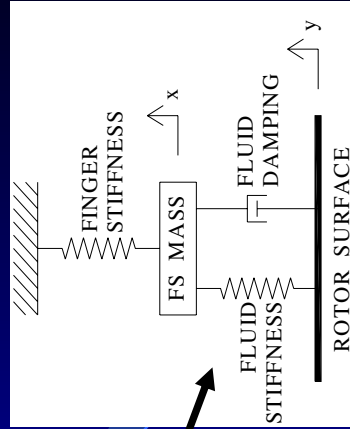 FINGER
STIFFNESS
x
FS MASS
FLUID
STIFFNESS
FLUID
DAMPING
y
ROTOR SURFACE